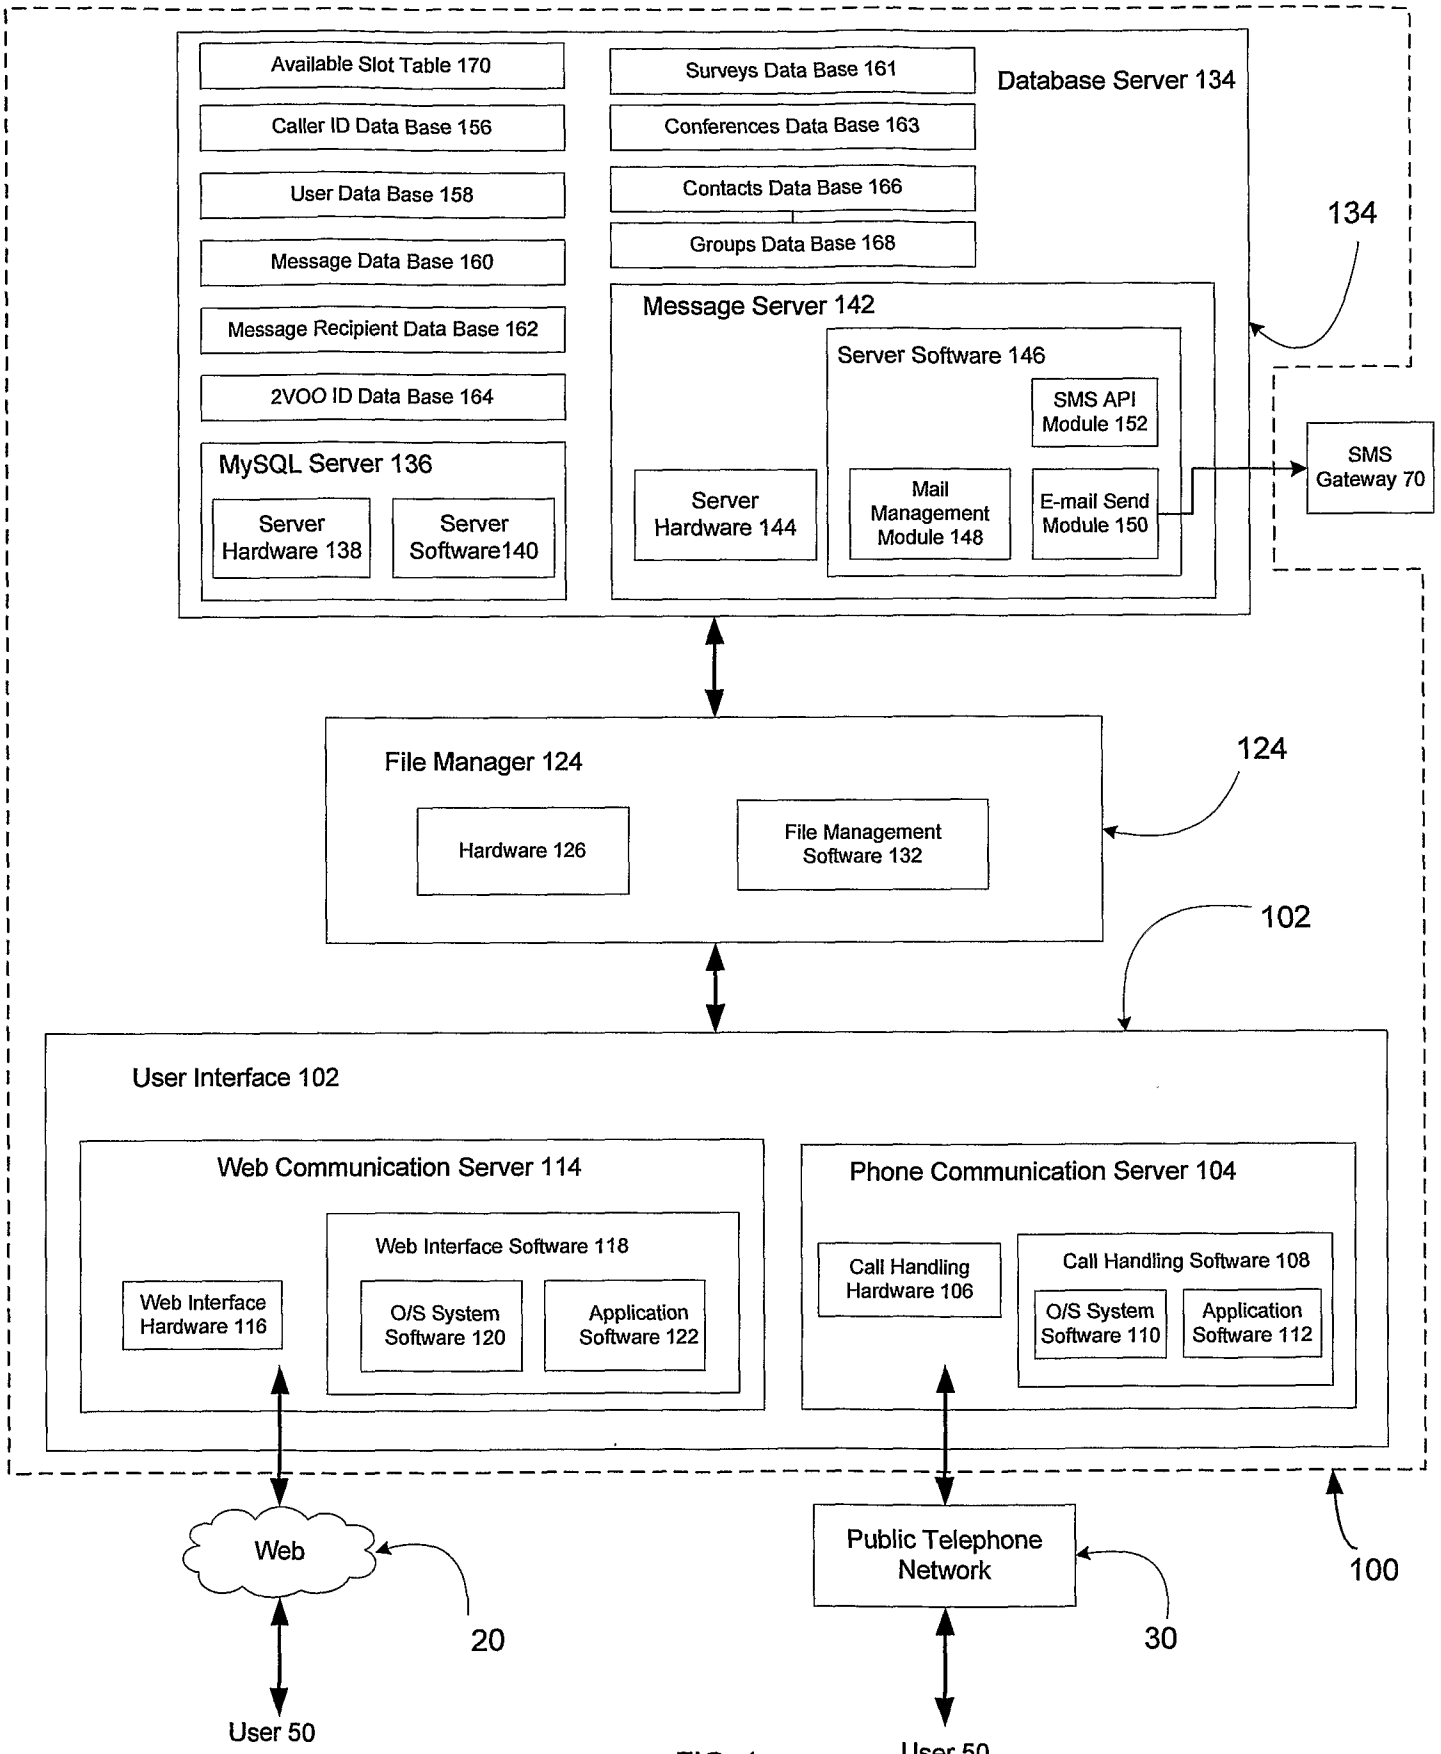 Available Slot Table 170
Surveys Data Base 161
Database Server 134
Caller ID Data Base 156
Conferences Data Base 163
User Data Base 158
Contacts Data Base 166
134
Message Data Base 160
Groups Data Base 168
Message Recipient Data Base 162
Message Server 142
2VOO ID Data Base 164
Server Software 146
SMS API
Module 152
MySQL Server 136
Server
Hardware 138
Server
Software140
Server
Hardware 144
Mail
Management
Module 148
E-mail Send
Module 150
SMS
Gateway 70
File Manager 124
124
Hardware 126
File Management
Software 132
102
User Interface 102
Web Communication Server 114
Web Interface Software 118
Web Interface
Hardware 116
O/S System
Software 120
Application
Software 122
Phone Communication Server 104
Call Handling
Hardware 106
Call Handling Software 108
O/S System
Software 110
Application
Software 112
Web
20
Public Telephone
Network
30
100
User 50
User 50